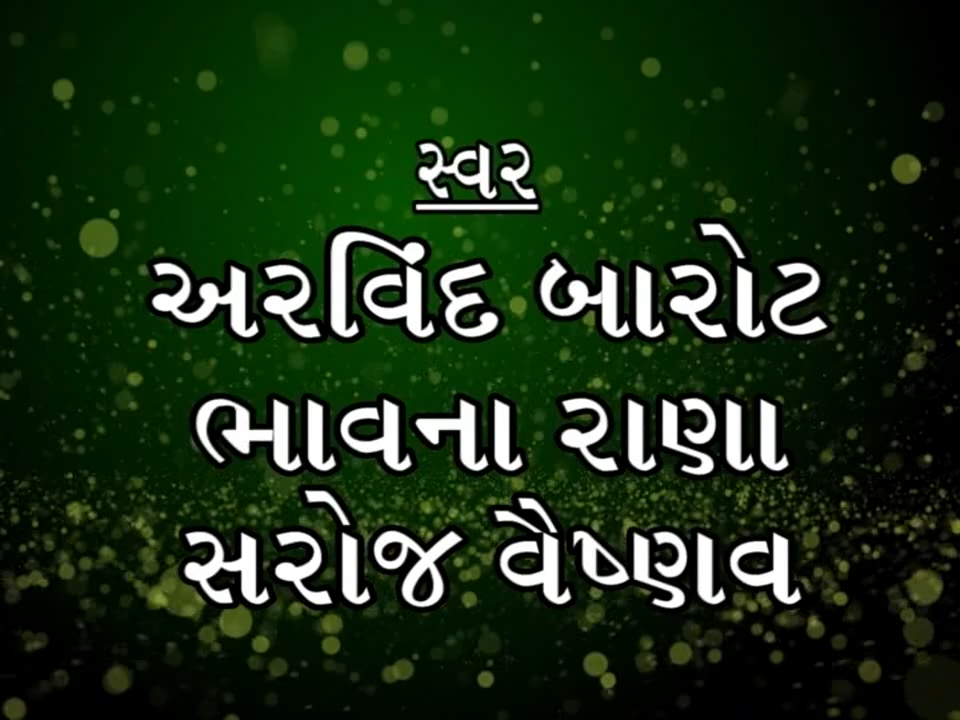 સ્વર
અરવિંદ બારોટ
ભાવના રાણા
સરોજ વૈષ્ણવ